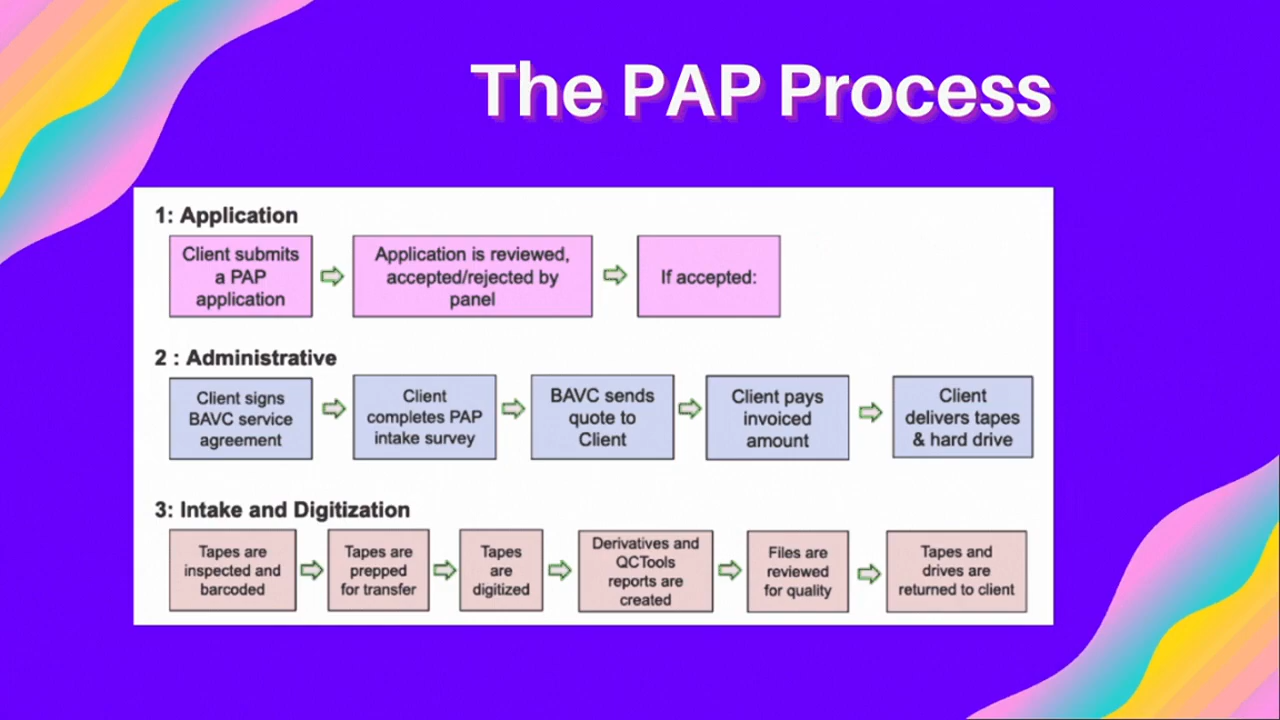 The PAP Process
1: Application
Client submits
a PAP
application
Application is reviewed,
accepted/rejected by
panel
If accepted:
2 : Administrative
Client signs
BAVC service
agreement
Client
completes PAP
intake survey
BAVC sends
quote to
Client
Client pays
invoiced
amount
Client
delivers tapes
& hard drive
3: Intake and Digitization
Tapes are
inspected and
barcoded
Tapes are
prepped
for transfer
Tapes
are
digitized
Derivatives and
QCTools
reports are
created
Files are
reviewed
for quality
Tapes and
drives are
returned to client